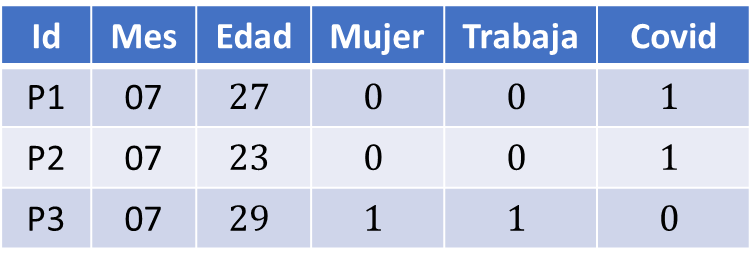 Id Mes Edad Mujer Trabaja Covid
P1 07 27 0 0 1
P2 07 23 0 0 1
P3 07 29 1 1 0